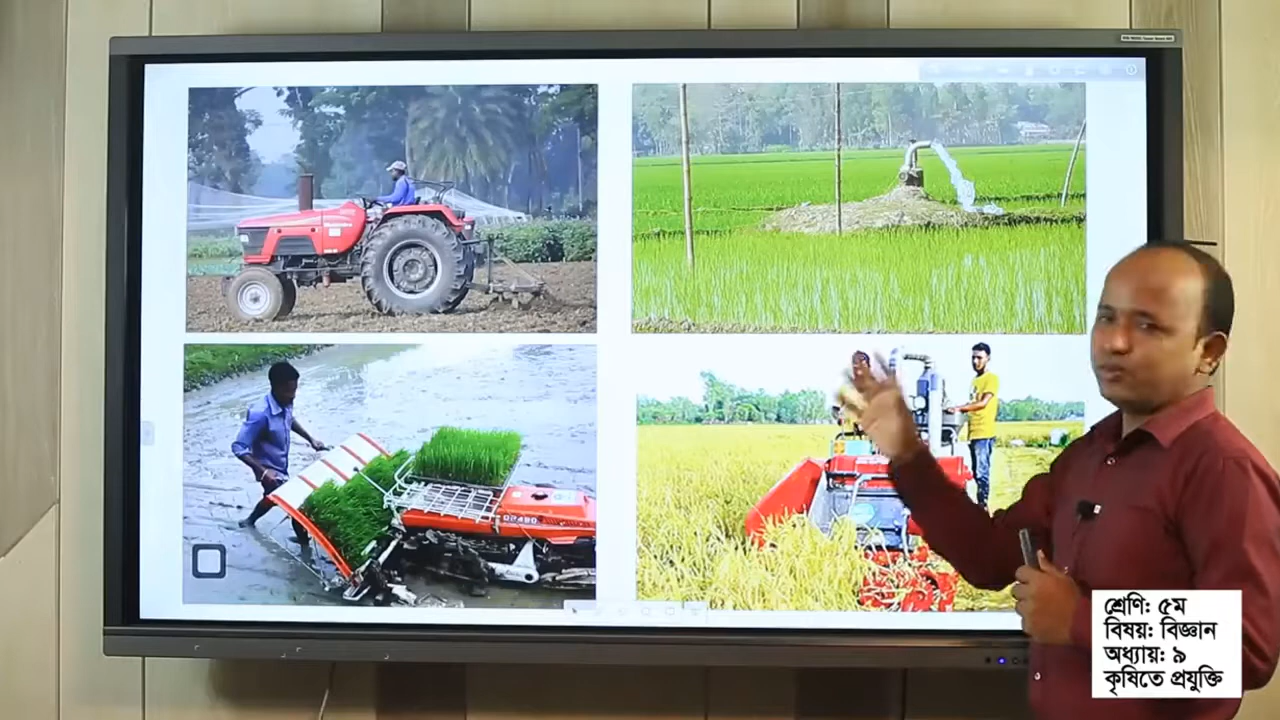 শ্রেণি: ৫ম
বিষয়: বিজ্ঞান
অধ্যায়: ৯
কৃষিতে প্রযুক্তি